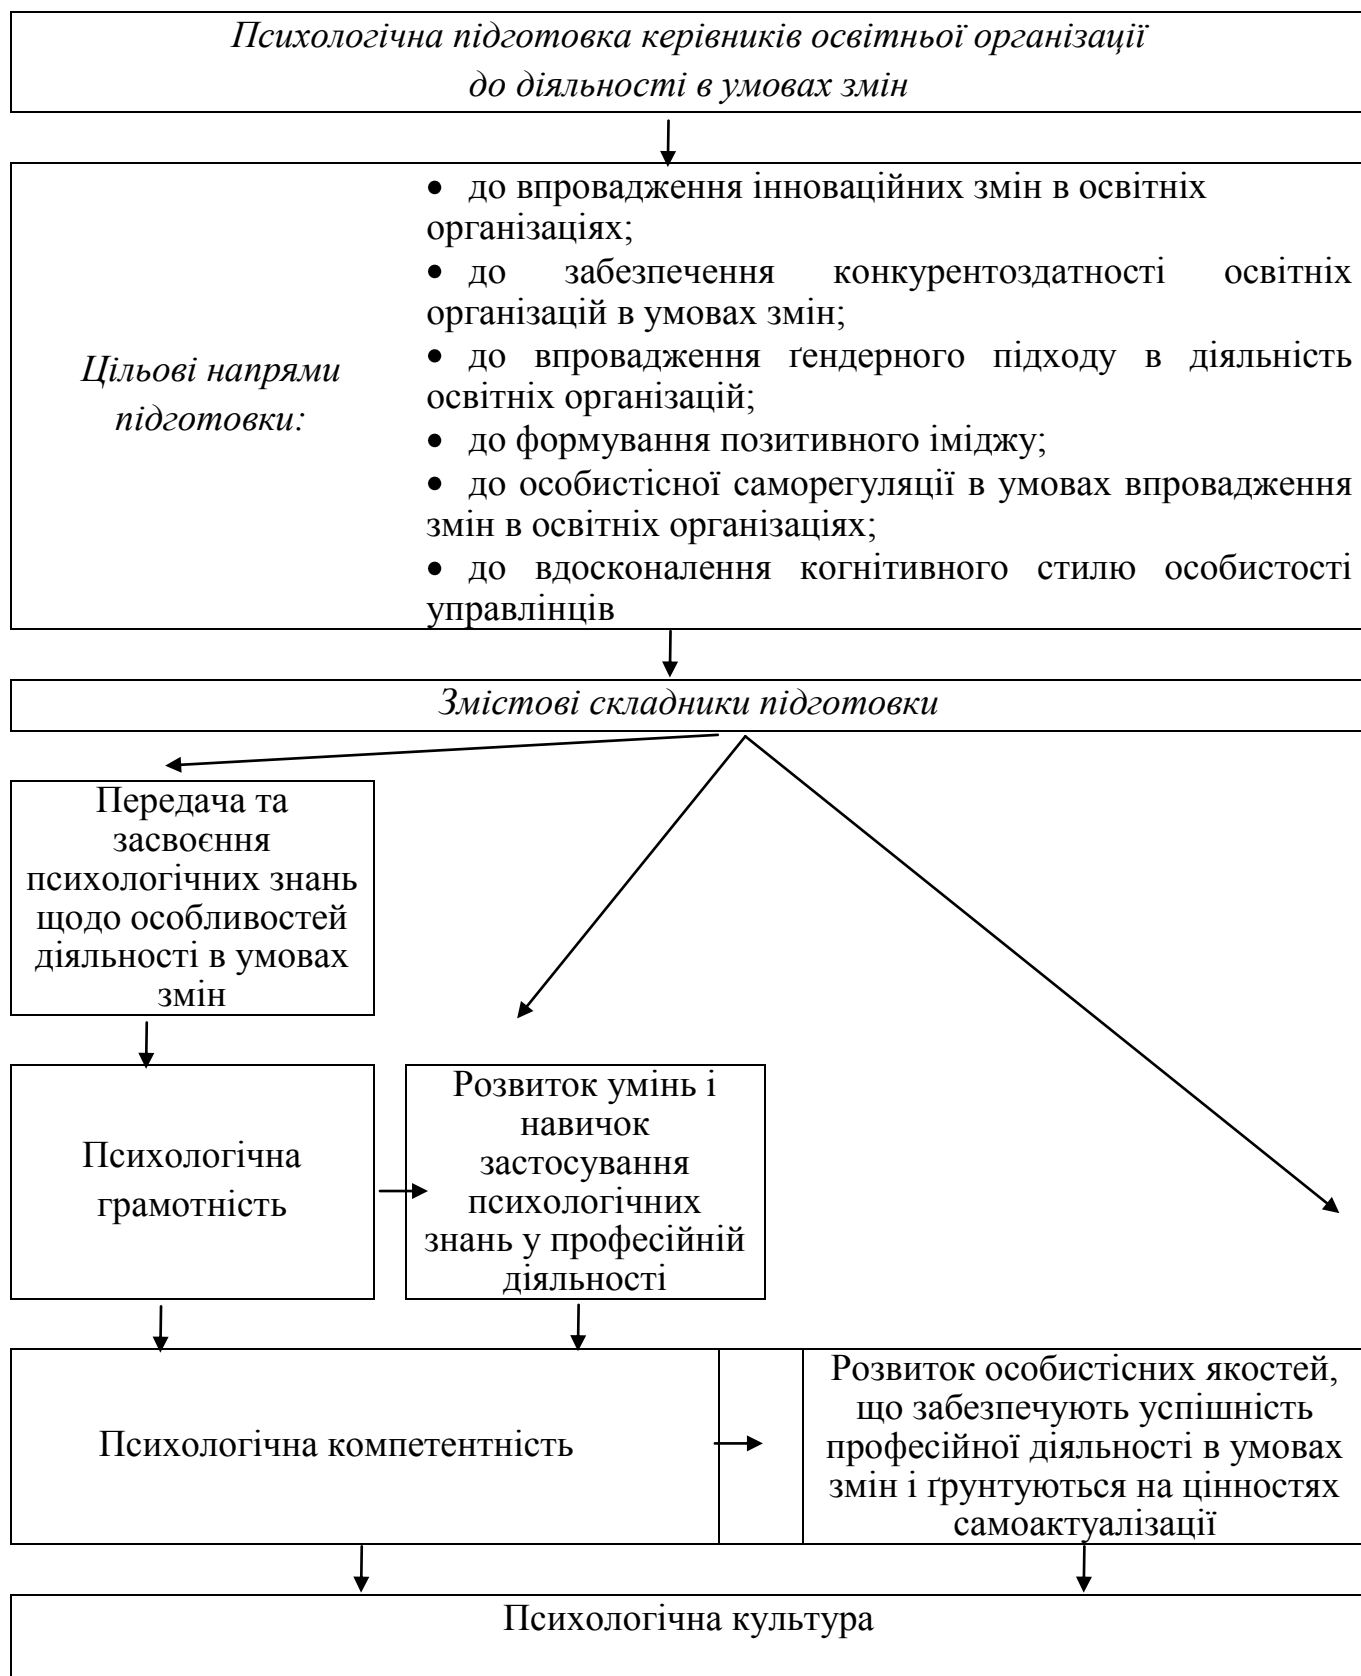 Психологічна підготовка керівників освітньої організації
до діяльності в умовах змін
Цільові напрями
підготовки:
• до впровадження інноваційних змін в освітніх
організаціях;
• до забезпечення конкурентоздатності освітніх
організацій в умовах змін;
• до впровадження ґендерного підходу в діяльність
освітніх організацій;
• до формування позитивного іміджу;
• до особистісної саморегуляції в умовах впровадження
змін в освітніх організаціях;
• до вдосконалення когнітивного стилю особистості
управлінців
Змістові складники підготовки
Передача та
засвоєння
психологічних знань
щодо особливостей
діяльності в умовах
змін
Психологічна
грамотність
Розвиток умінь і
навичок
застосування
психологічних
знань у професійній
діяльності
Психологічна компетентність
Розвиток особистісних якостей,
що забезпечують успішність
професійної діяльності в умовах
змін і ґрунтуються на цінностях
самоактуалізації
Психологічна культура